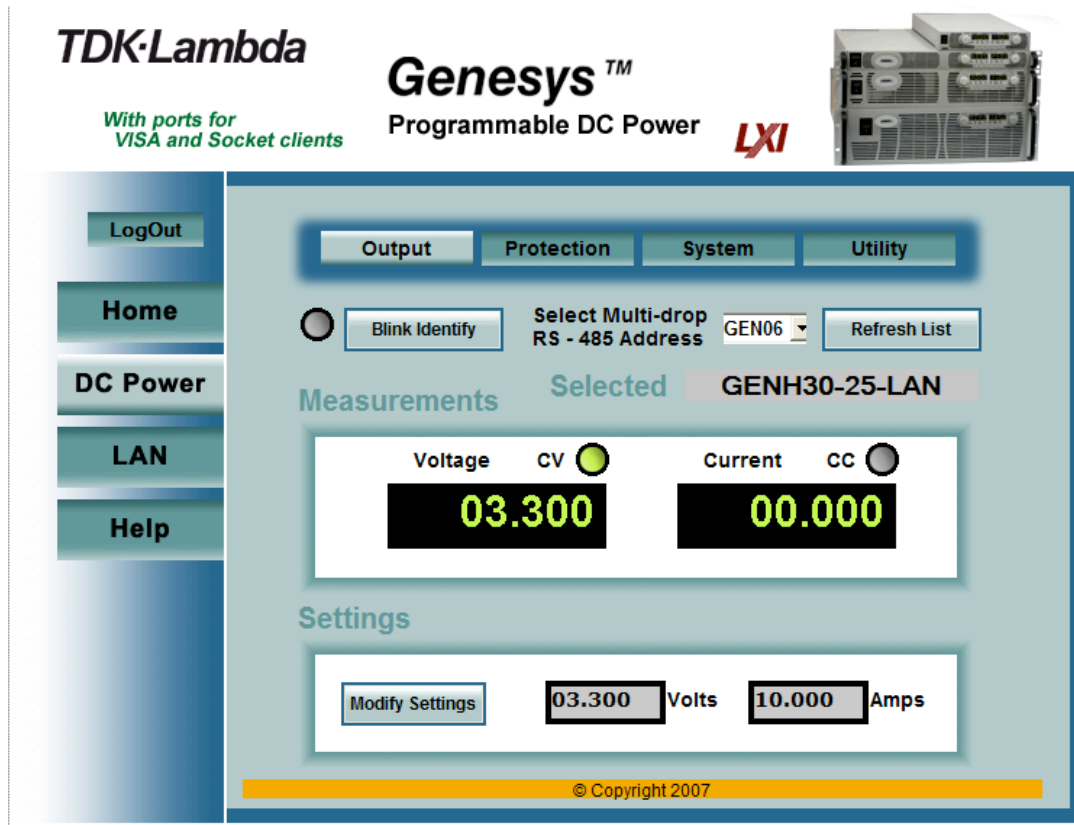 TDK·Lambda
Genesys™
Programmable DC Power
With ports for
VISA and Socket clients
LXI
LogOut
Home
DC Power
LAN
Help
Output Protection System Utility
Blink Identify
Select Multi-drop
RS - 485 Address
GEN06
Refresh List
Measurements
Selected GENH30-25-LAN
Voltage CV Current CC
03.300 00.000
Settings
Modify Settings 03.300 Volts 10.000 Amps
© Copyright 2007